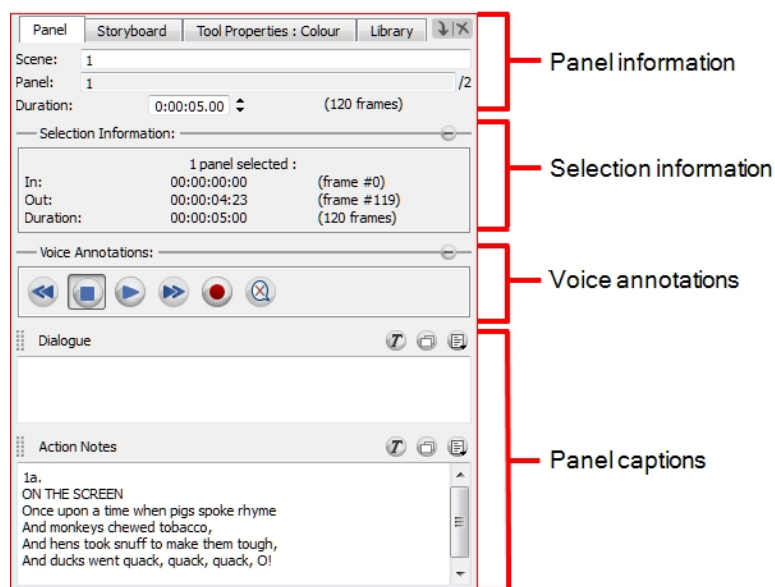 Panel Storyboard Tool Properties : Colour Library
Scene: 1
Panel: 1 /2
Duration: 0:00:05.00 (120 frames)
Panel information
Selection Information:
1 panel selected :
In: 00:00:00:00 (frame #0)
Out: 00:00:04:23 (frame #119)
Duration: 00:00:05:00 (120 frames)
Selection information
Voice Annotations:
Voice annotations
Dialogue T
Action Notes T
1a.
ON THE SCREEN
Once upon a time when pigs spoke rhyme
And monkeys chewed tobacco,
And hens took snuff to make them tough,
And ducks went quack, quack, quack, O!
Panel captions